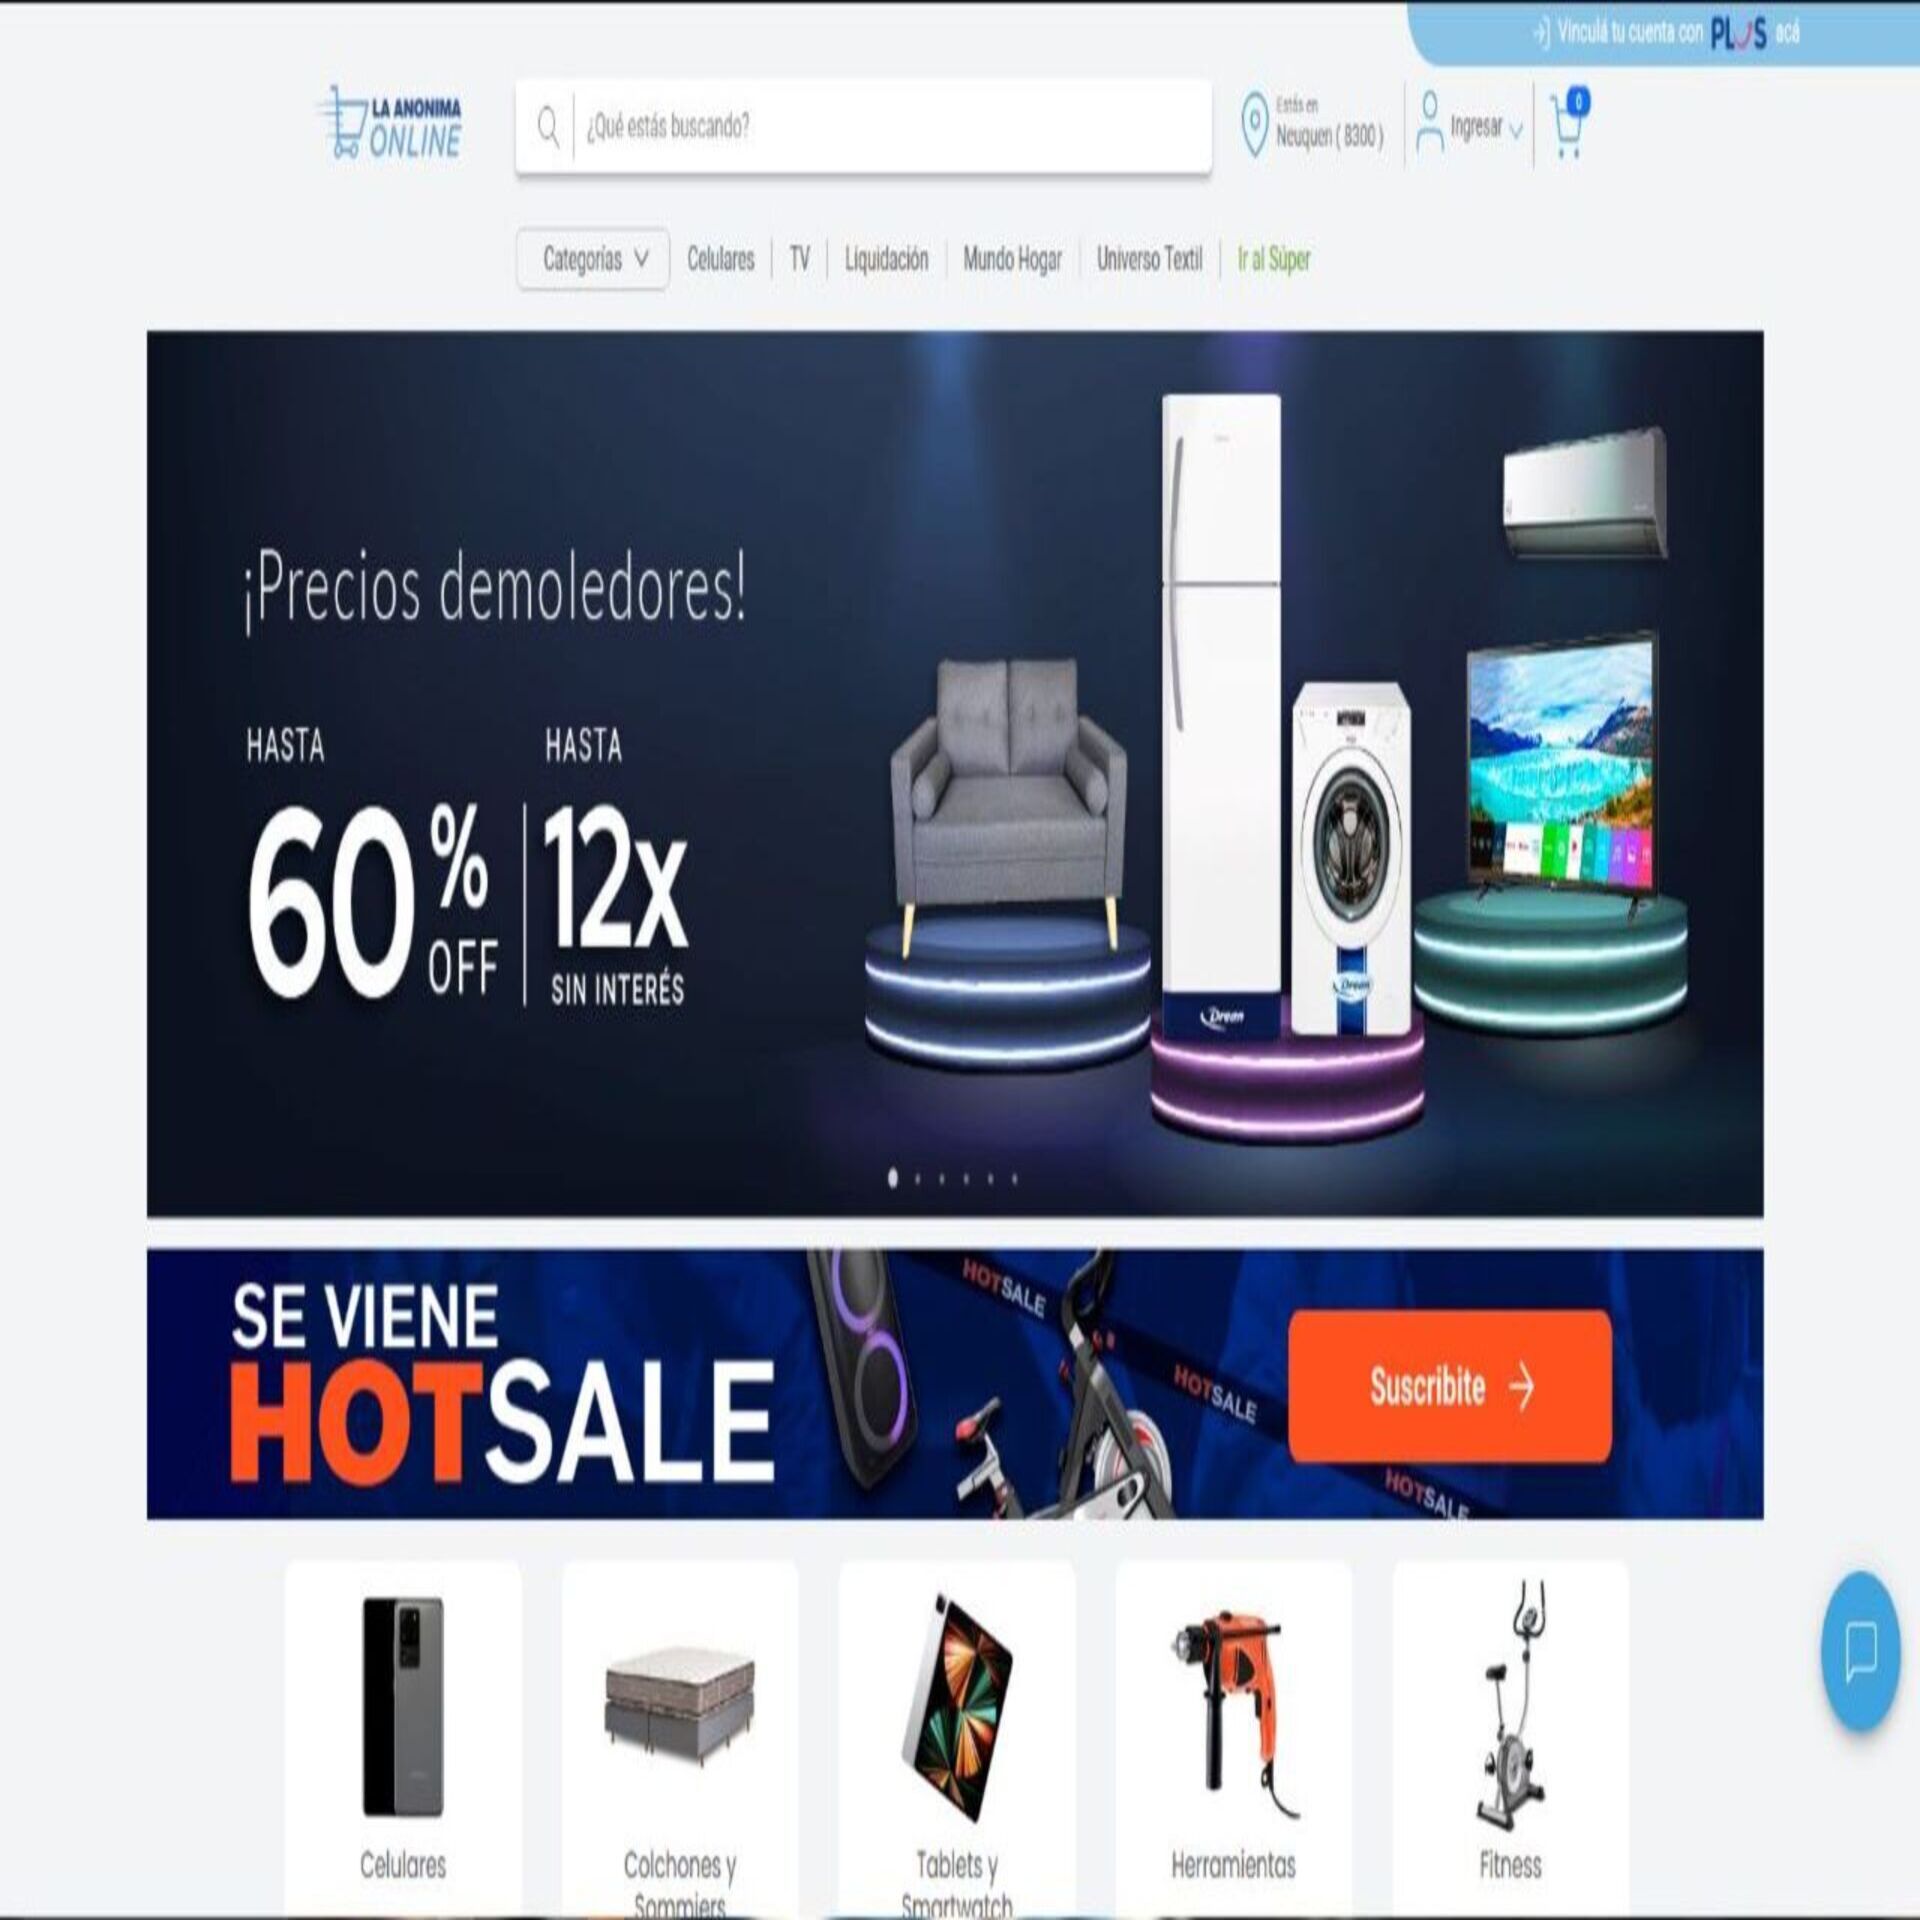 Vinculá tu cuenta con PLUS acá
LA ANONIMA
ONLINE
¿Qué estás buscando?
Estás en
Neuquen ( 8300 )
Ingresar
0
Categorías
Celulares
TV
Liquidación
Mundo Hogar
Universo Textil
Ir al Súper
¡Precios demoledores!
HASTA
60% OFF
HASTA
12x
SIN INTERÉS
Drean
Drean
SE VIENE
HOTSALE
HOTSALE
HOTSALE
HOTSALE
Suscribite
Celulares
Colchones y
Sommiers
Tablets y
Smartwatch
Herramientas
Fitness